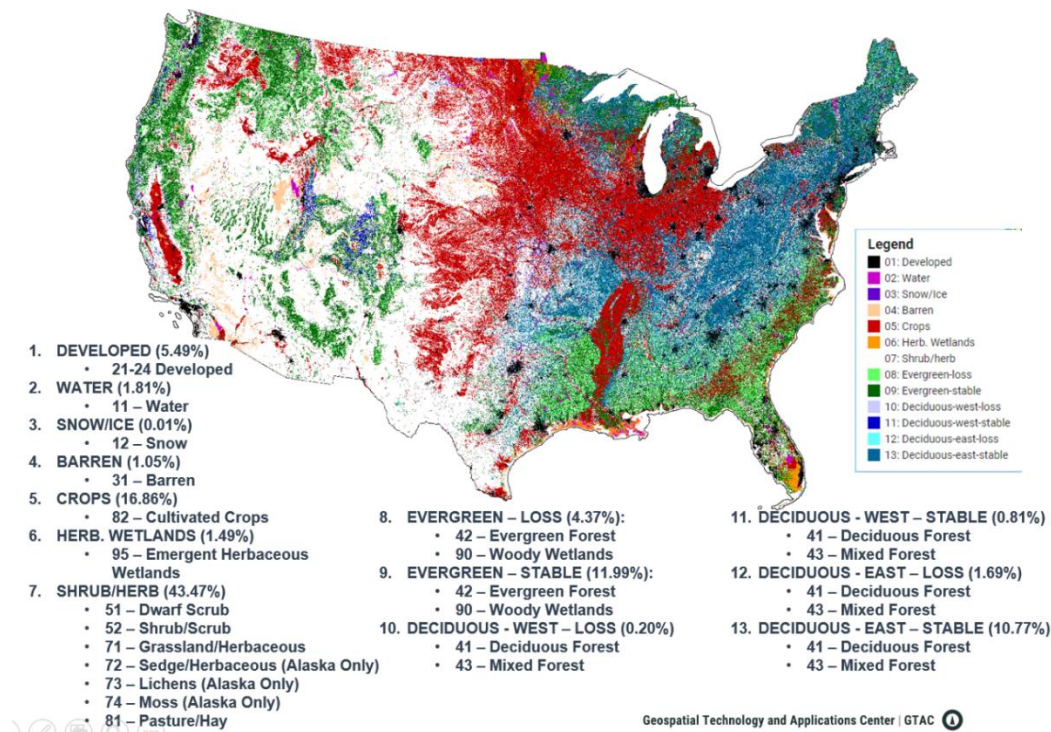 Legend
01: Developed
02: Water
03: Snow/Ice
04: Barren
05: Crops
06: Herb. Wetlands
07: Shrub/herb
08: Evergreen-loss
09: Evergreen-stable
10: Deciduous-west-loss
11: Deciduous-west-stable
12: Deciduous-east-loss
13: Deciduous-east-stable
1. DEVELOPED (5.49%)
• 21-24 Developed
2. WATER (1.81%)
• 11 – Water
3. SNOW/ICE (0.01%)
• 12 – Snow
4. BARREN (1.05%)
• 31 – Barren
5. CROPS (16.86%)
• 82 – Cultivated Crops
6. HERB. WETLANDS (1.49%)
• 95 – Emergent Herbaceous
Wetlands
7. SHRUB/HERB (43.47%)
• 51 – Dwarf Scrub
• 52 – Shrub/Scrub
• 71 – Grassland/Herbaceous
• 72 – Sedge/Herbaceous (Alaska Only)
• 73 – Lichens (Alaska Only)
• 74 – Moss (Alaska Only)
• 81 – Pasture/Hay
8. EVERGREEN – LOSS (4.37%):
• 42 – Evergreen Forest
• 90 – Woody Wetlands
9. EVERGREEN – STABLE (11.99%):
• 42 – Evergreen Forest
• 90 – Woody Wetlands
10. DECIDUOUS - WEST – LOSS (0.20%)
• 41 – Deciduous Forest
• 43 – Mixed Forest
11. DECIDUOUS - WEST – STABLE (0.81%)
• 41 – Deciduous Forest
• 43 – Mixed Forest
12. DECIDUOUS - EAST – LOSS (1.69%)
• 41 – Deciduous Forest
• 43 – Mixed Forest
13. DECIDUOUS - EAST – STABLE (10.77%)
• 41 – Deciduous Forest
• 43 – Mixed Forest
Geospatial Technology and Applications Center | GTAC